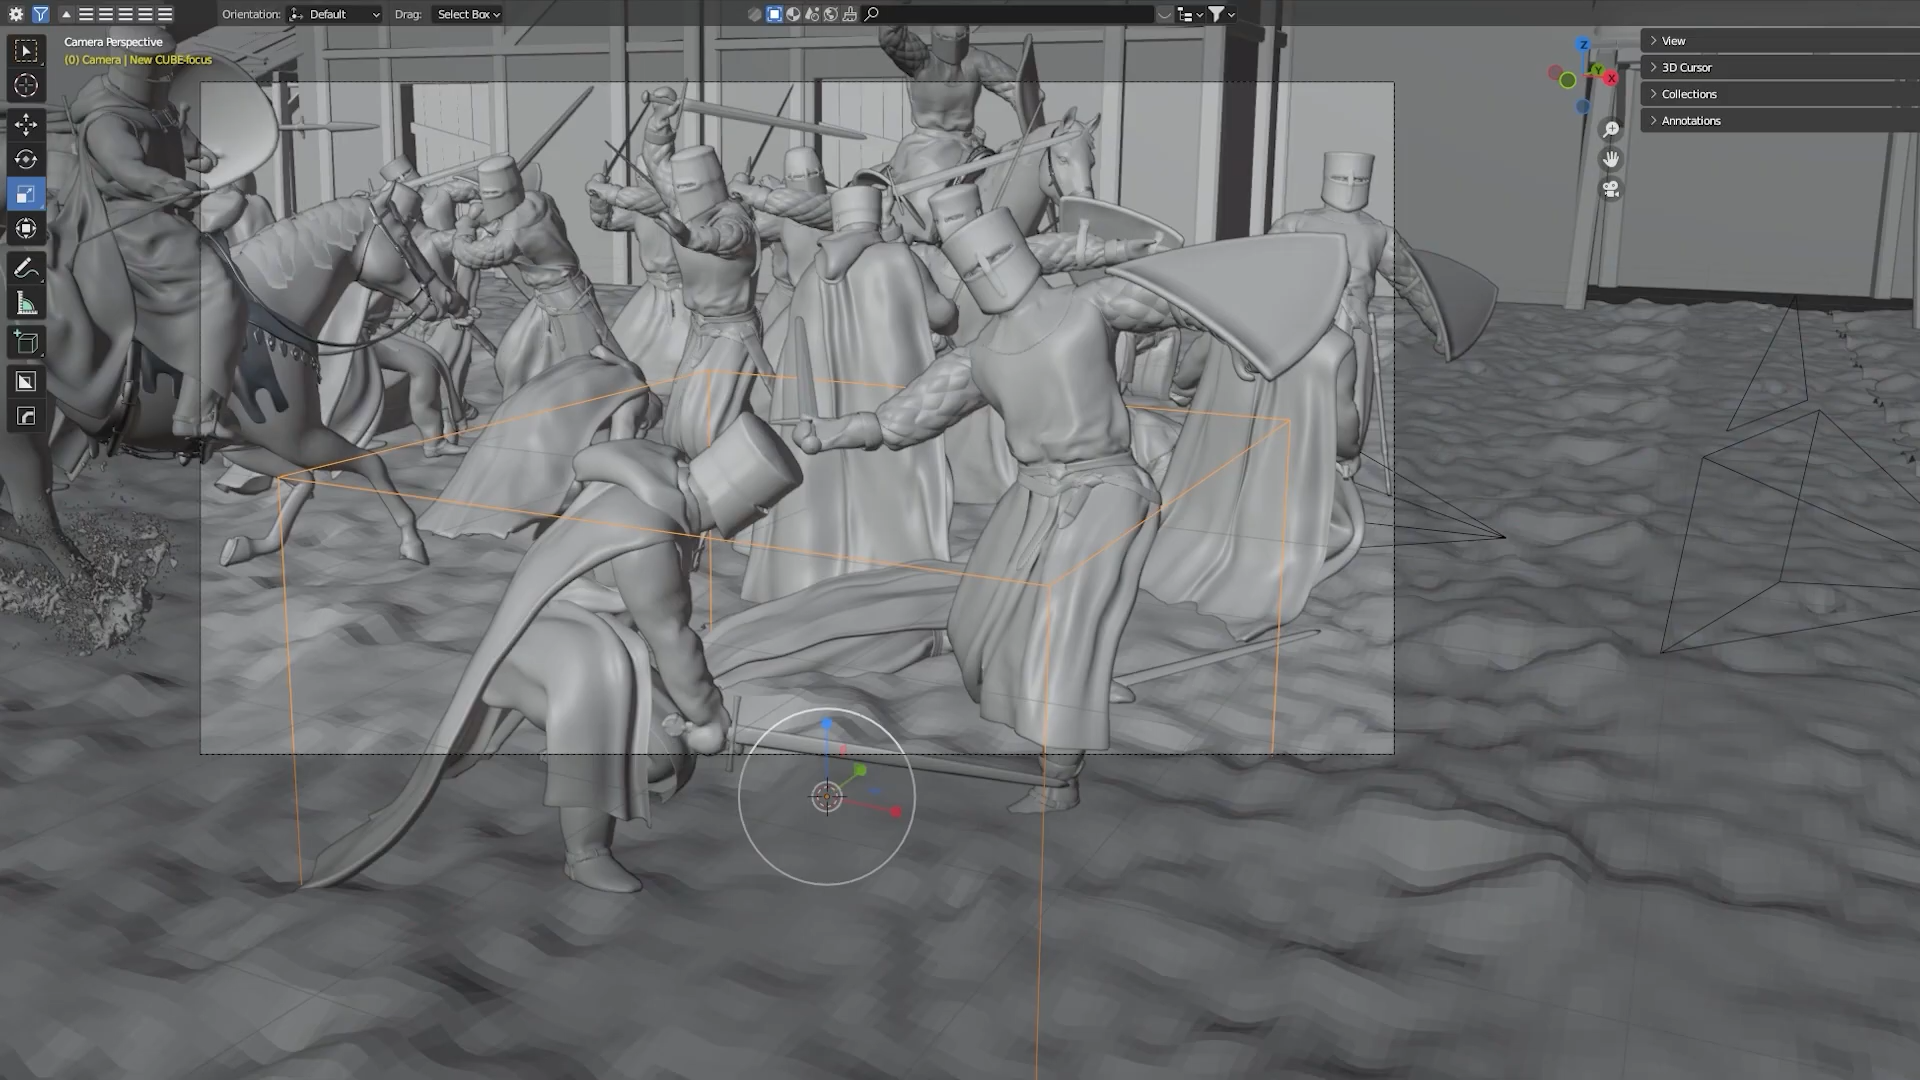 Orientation: Default Drag: Select Box
Camera Perspective
(0) Camera | New CUBE-focus
View
3D Cursor
Collections
Annotations
Z
Y
X